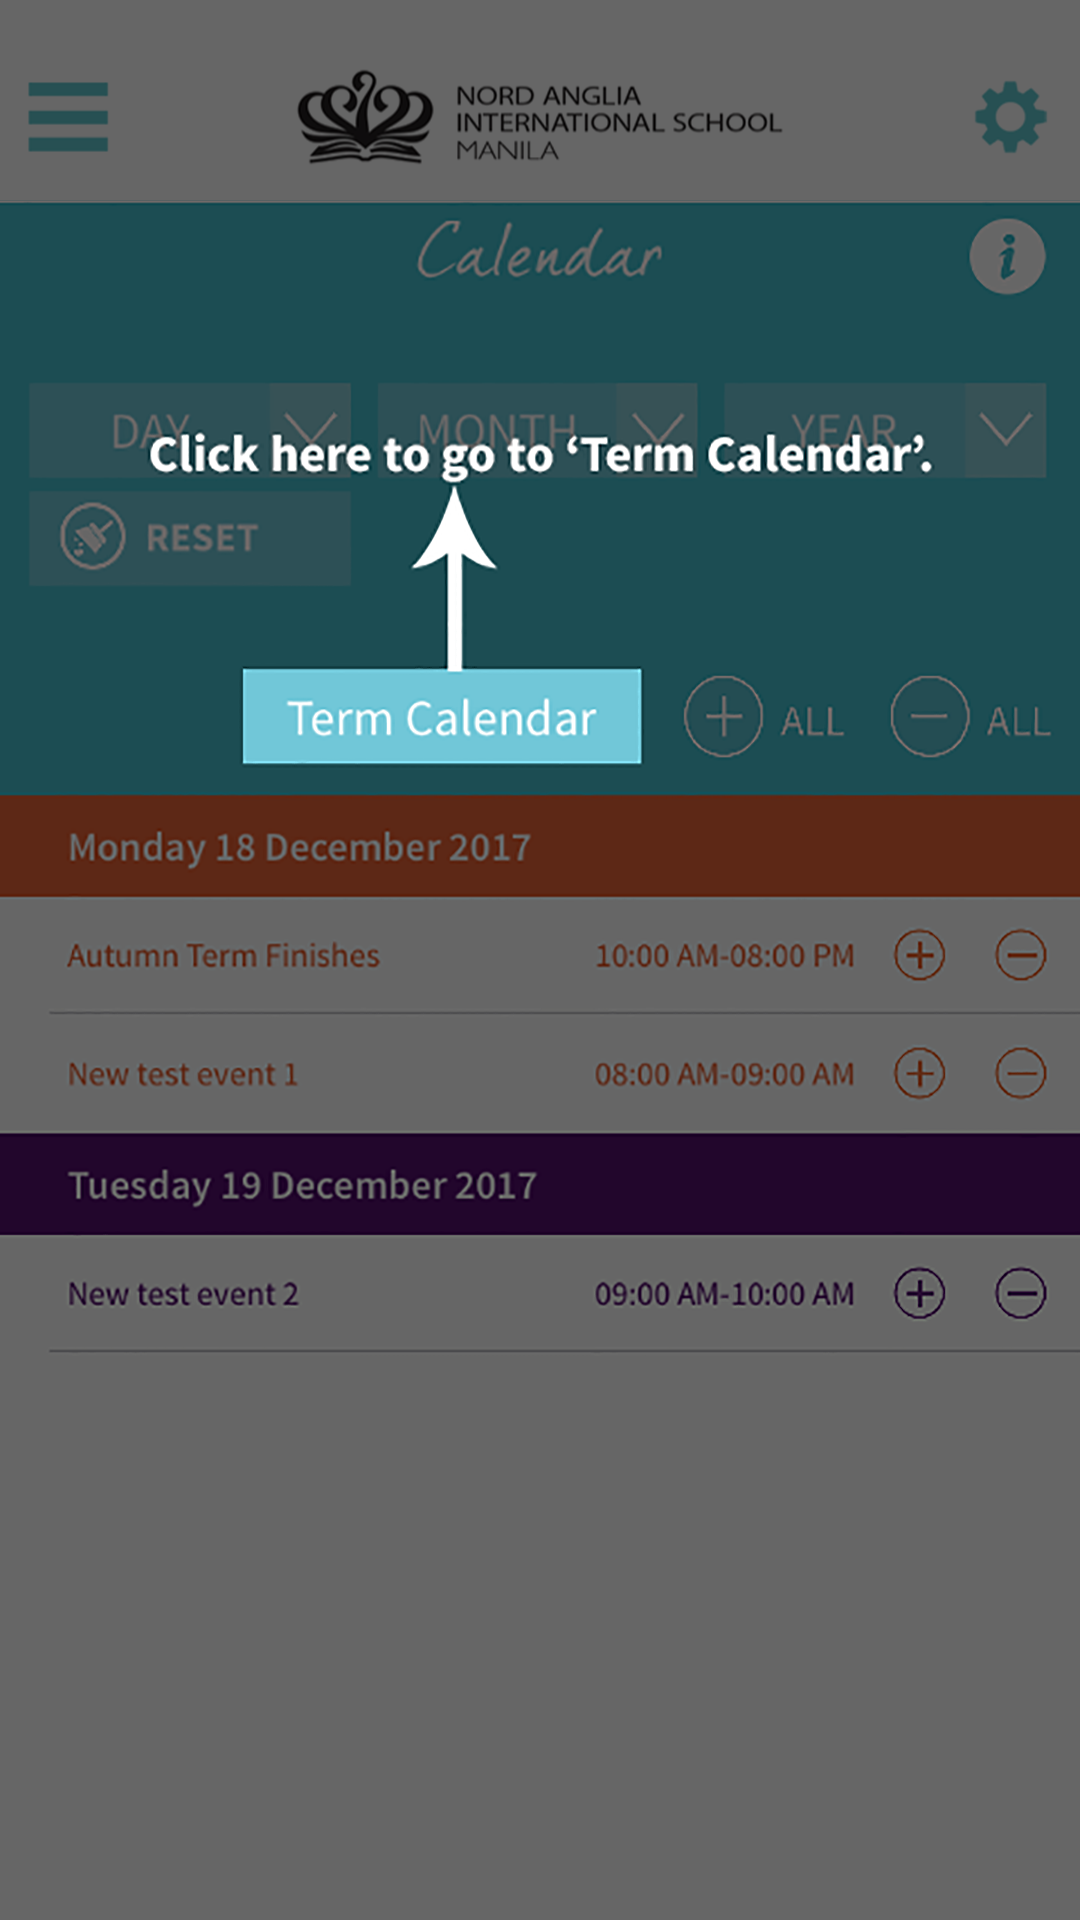 NORD ANGLIA
INTERNATIONAL SCHOOL
MANILA
Calendar
i
DAY MONTH YEAR
Click here to go to ‘Term Calendar’.
RESET
Term Calendar ALL ALL
Monday 18 December 2017
Autumn Term Finishes 10:00 AM-08:00 PM
New test event 1 08:00 AM-09:00 AM
Tuesday 19 December 2017
New test event 2 09:00 AM-10:00 AM